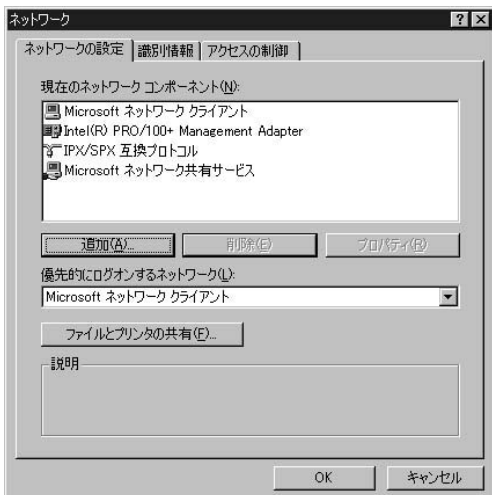 ネットワーク
ネットワークの設定 識別情報 アクセスの制御
現在のネットワーク コンポーネント(N):
Microsoft ネットワーク クライアント
Intel(R) PRO/100+ Management Adapter
IPX/SPX 互換プロトコル
Microsoft ネットワーク共有サービス
追加(A)... 削除(E) プロパティ(R)
優先的にログオンするネットワーク(L):
Microsoft ネットワーク クライアント
ファイルとプリンタの共有(F)...
説明
OK キャンセル